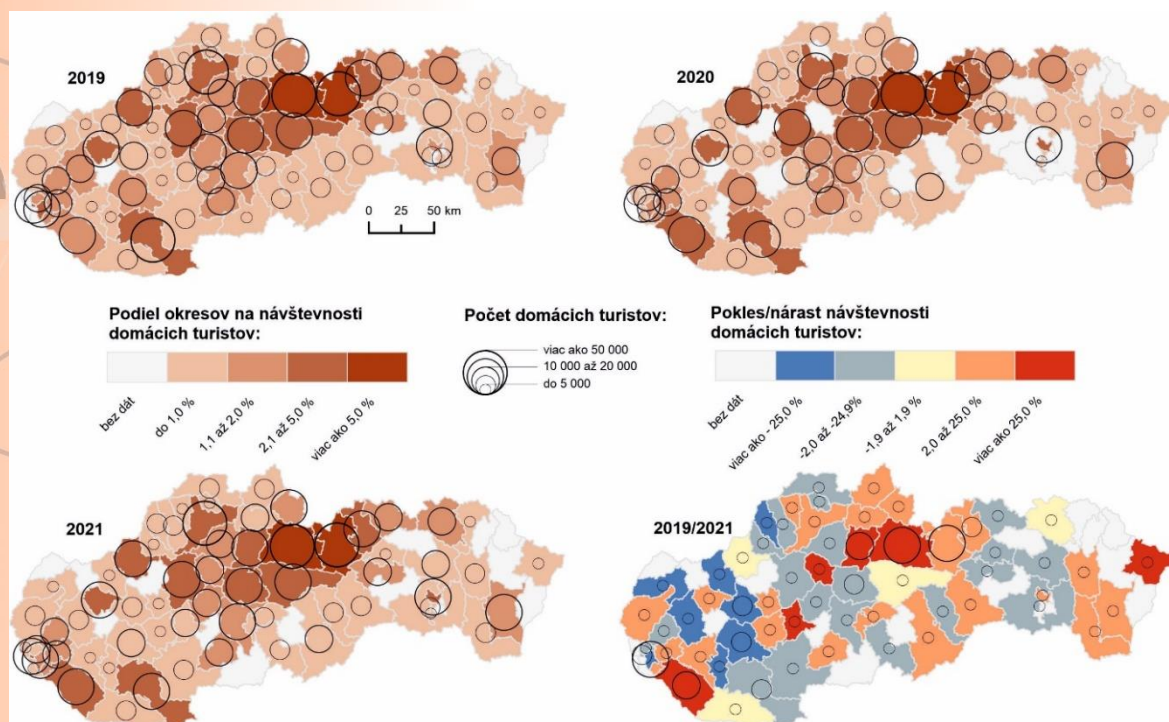 2019
2020
0 25 50 km
Podiel okresov na návštevnosti
domácich turistov:
bez dát
do 1,0 %
1,1 až 2,0 %
2,1 až 5,0 %
viac ako 5,0 %
Počet domácich turistov:
viac ako 50 000
10 000 až 20 000
do 5 000
Pokles/nárast návštevnosti
domácich turistov:
bez dát
viac ako - 25,0 %
-2,0 až -24,9%
-1,9 až 1,9 %
2,0 až 25,0 %
viac ako 25,0 %
2021
2019/2021